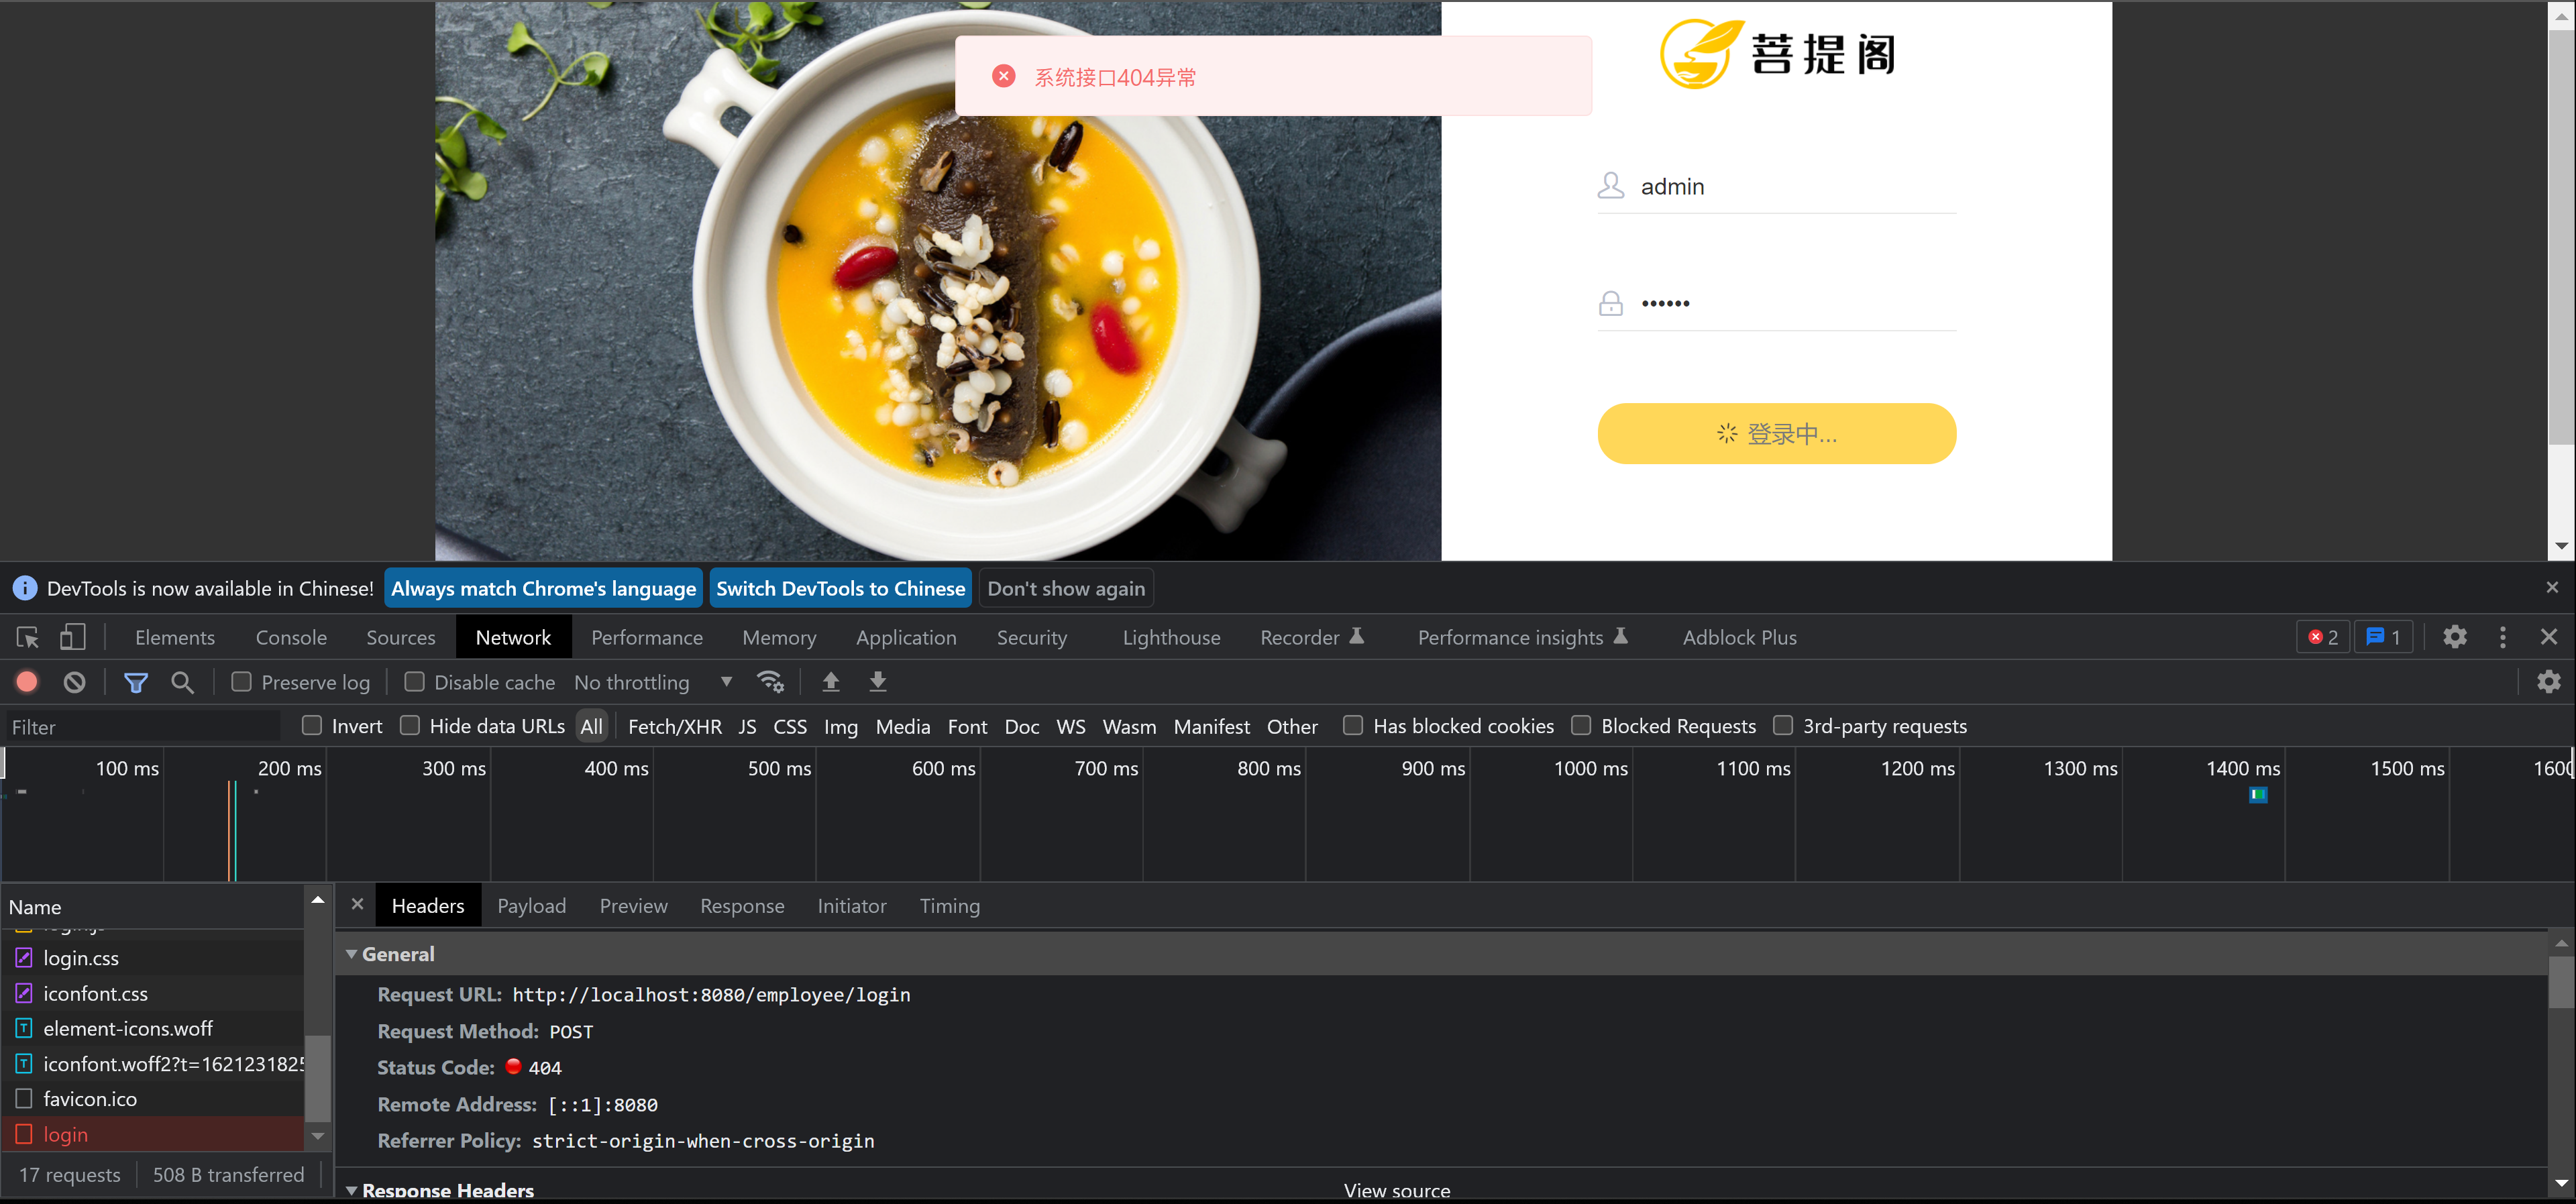 菩提阁
系统接口404异常
admin
••••••
登录中...
DevTools is now available in Chinese! Always match Chrome's language Switch DevTools to Chinese Don't show again
Elements Console Sources Network Performance Memory Application Security Lighthouse Recorder Performance insights Adblock Plus 2 1
Preserve log Disable cache No throttling
Filter Invert Hide data URLs All Fetch/XHR JS CSS Img Media Font Doc WS Wasm Manifest Other Has blocked cookies Blocked Requests 3rd-party requests
100 ms 200 ms 300 ms 400 ms 500 ms 600 ms 700 ms 800 ms 900 ms 1000 ms 1100 ms 1200 ms 1300 ms 1400 ms 1500 ms 1600
Name
login.js
login.css
iconfont.css
element-icons.woff
iconfont.woff2?t=1621231825
favicon.ico
login
17 requests 508 B transferred
Headers Payload Preview Response Initiator Timing
General
Request URL: http://localhost:8080/employee/login
Request Method: POST
Status Code: 404
Remote Address: [::1]:8080
Referrer Policy: strict-origin-when-cross-origin
Response Headers View source